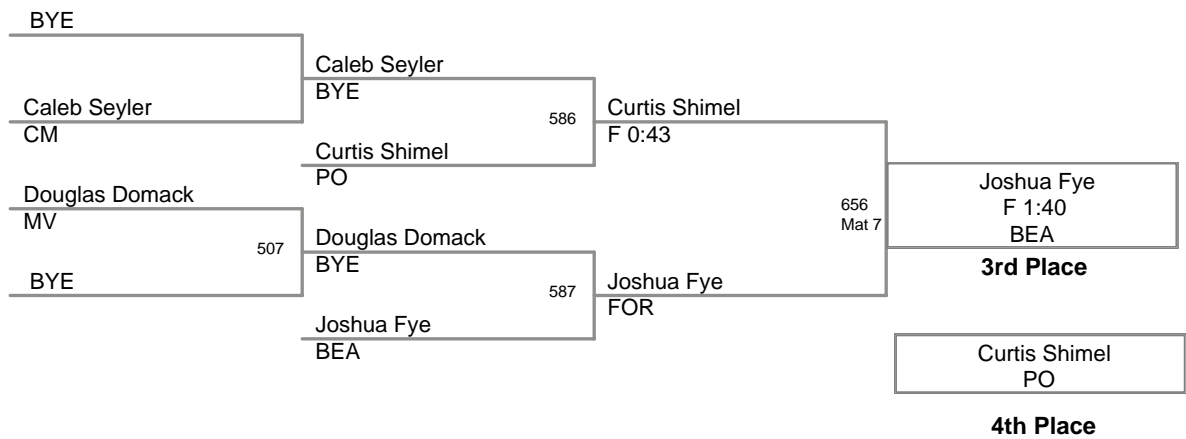 BYE
Caleb Seyler
BYE
Caleb Seyler
CM
586
Curtis Shimel
F 0:43
Curtis Shimel
PO
Douglas Domack
MV
507
Douglas Domack
BYE
BYE
587
Joshua Fye
FOR
Joshua Fye
BEA
656
Mat 7
Joshua Fye
F 1:40
BEA
3rd Place
Curtis Shimel
PO
4th Place